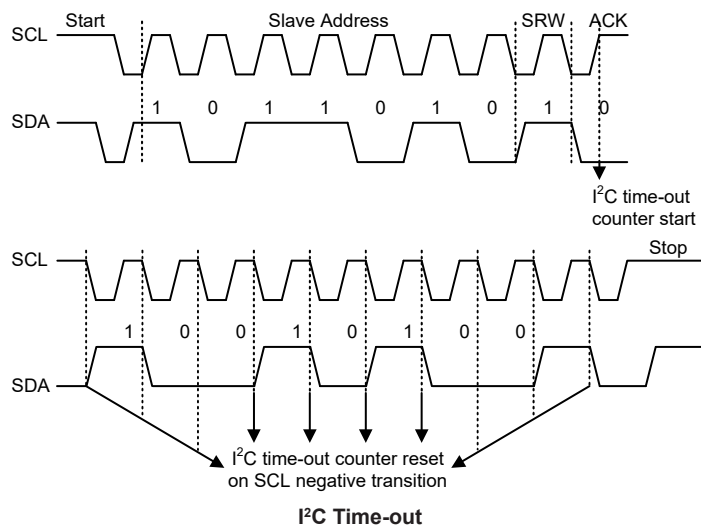 Start Slave Address SRW ACK
SCL
1 0 1 1 0 1 0 1 0
SDA
I²C time-out
counter start
Stop
SCL
1 0 0 1 0 1 0 0
SDA
I²C time-out counter reset
on SCL negative transition
I²C Time-out